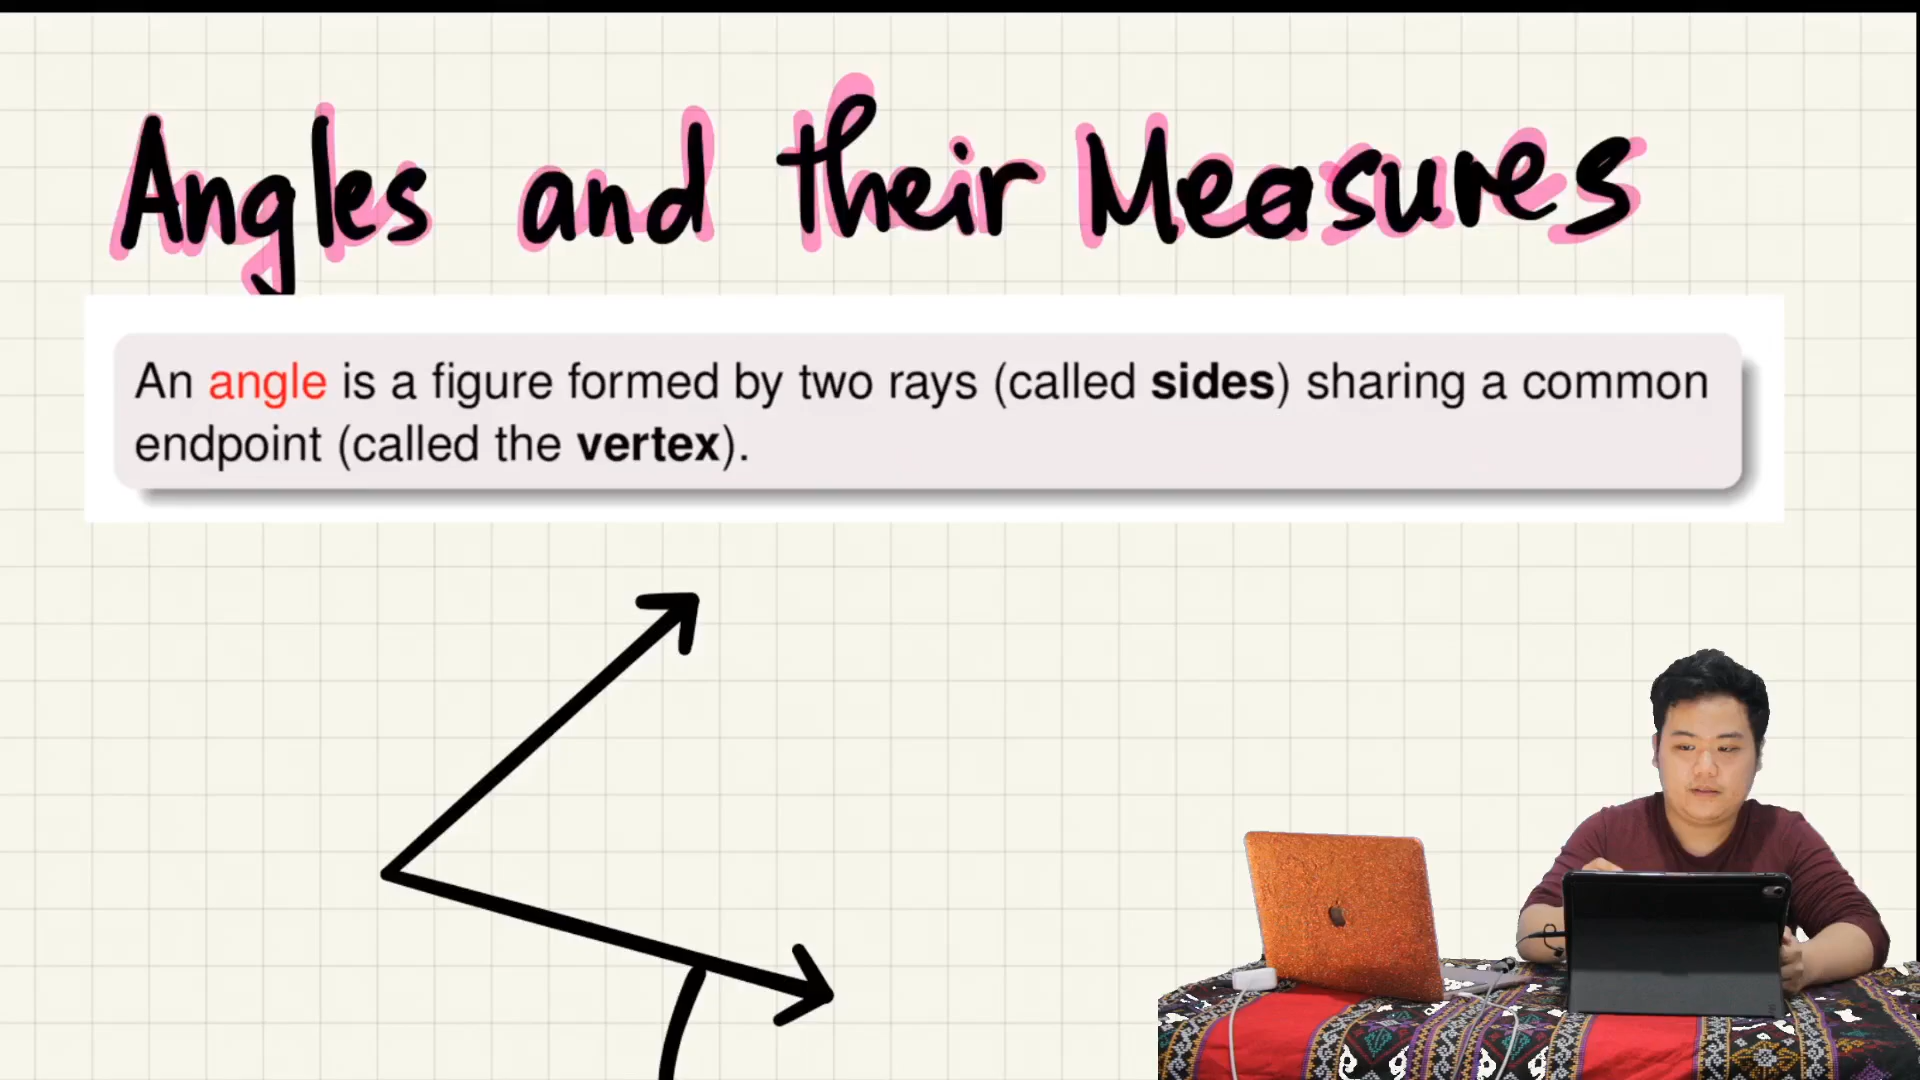 Angles and their Measures
An angle is a figure formed by two rays (called sides) sharing a common
endpoint (called the vertex).